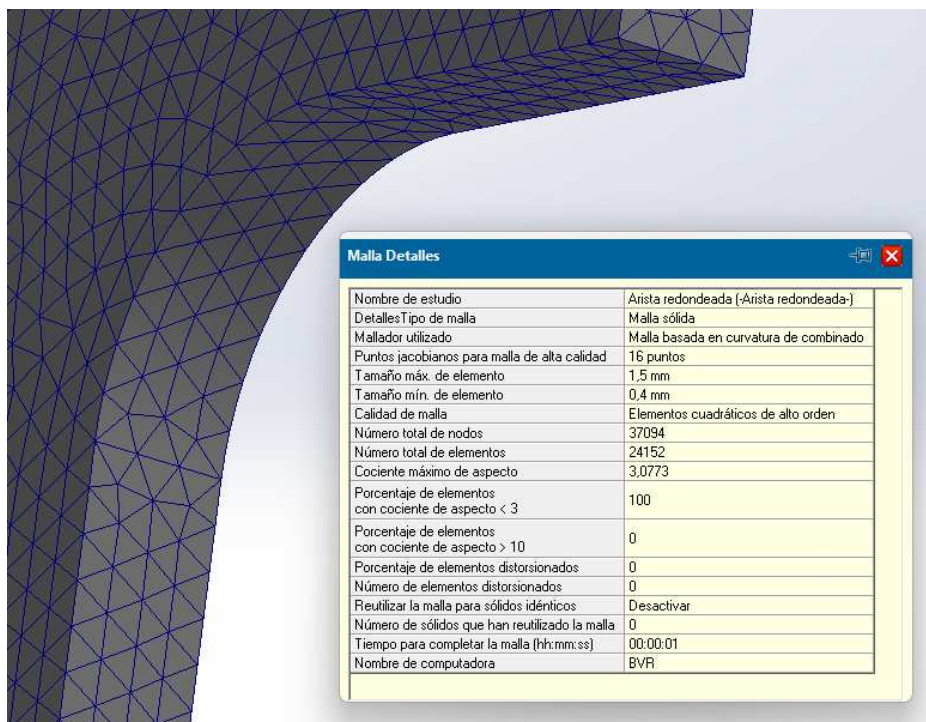 Malla Detalles
Nombre de estudio Arista redondeada (-Arista redondeada-)
DetallesTipo de malla Malla sólida
Mallador utilizado Malla basada en curvatura de combinado
Puntos jacobianos para malla de alta calidad 16 puntos
Tamaño máx. de elemento 1,5 mm
Tamaño mín. de elemento 0,4 mm
Calidad de malla Elementos cuadráticos de alto orden
Número total de nodos 37094
Número total de elementos 24152
Cociente máximo de aspecto 3,0773
Porcentaje de elementos
con cociente de aspecto < 3 100
Porcentaje de elementos
con cociente de aspecto > 10 0
Porcentaje de elementos distorsionados 0
Número de elementos distorsionados 0
Reutilizar la malla para sólidos idénticos Desactivar
Número de sólidos que han reutilizado la malla 0
Tiempo para completar la malla (hh:mm:ss) 00:00:01
Nombre de computadora BVR